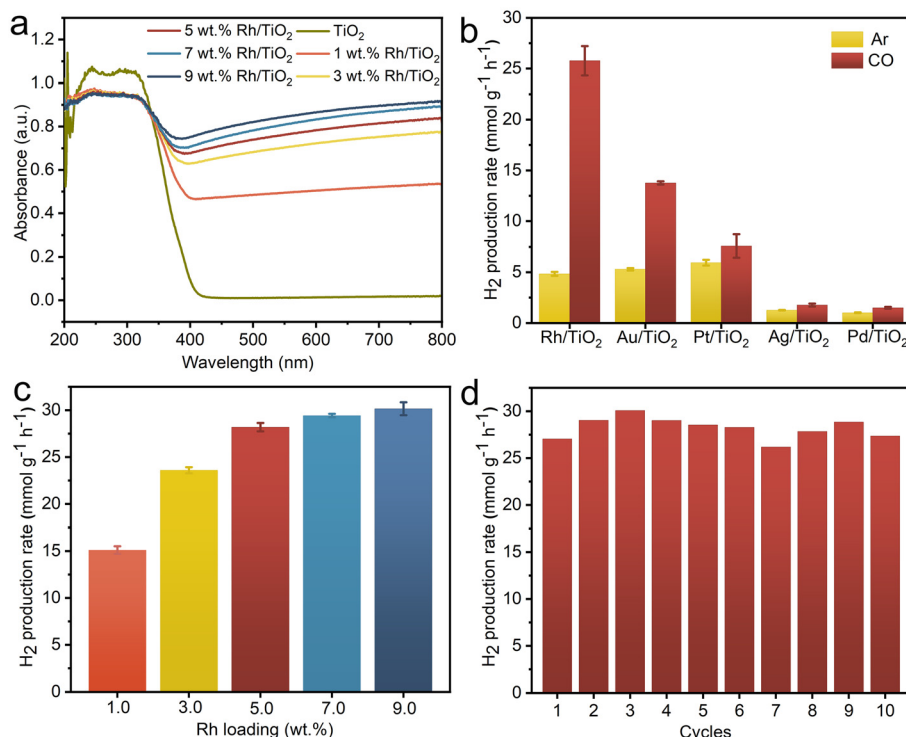 a
5 wt.% Rh/TiO₂
TiO₂
7 wt.% Rh/TiO₂
1 wt.% Rh/TiO₂
9 wt.% Rh/TiO₂
3 wt.% Rh/TiO₂
Absorbance (a.u.)
1.2
1.0
0.8
0.6
0.4
0.2
0.0
200 300 400 500 600 700 800
Wavelength (nm)
b
Ar
CO
H₂ production rate (mmol g⁻¹ h⁻¹)
30
25
20
15
10
5
0
Rh/TiO₂ Au/TiO₂ Pt/TiO₂ Ag/TiO₂ Pd/TiO₂
c
H₂ production rate (mmol g⁻¹ h⁻¹)
30
25
20
15
10
5
0
1.0 3.0 5.0 7.0 9.0
Rh loading (wt.%)
d
H₂ production rate (mmol g⁻¹ h⁻¹)
30
25
20
15
10
5
0
1 2 3 4 5 6 7 8 9 10
Cycles